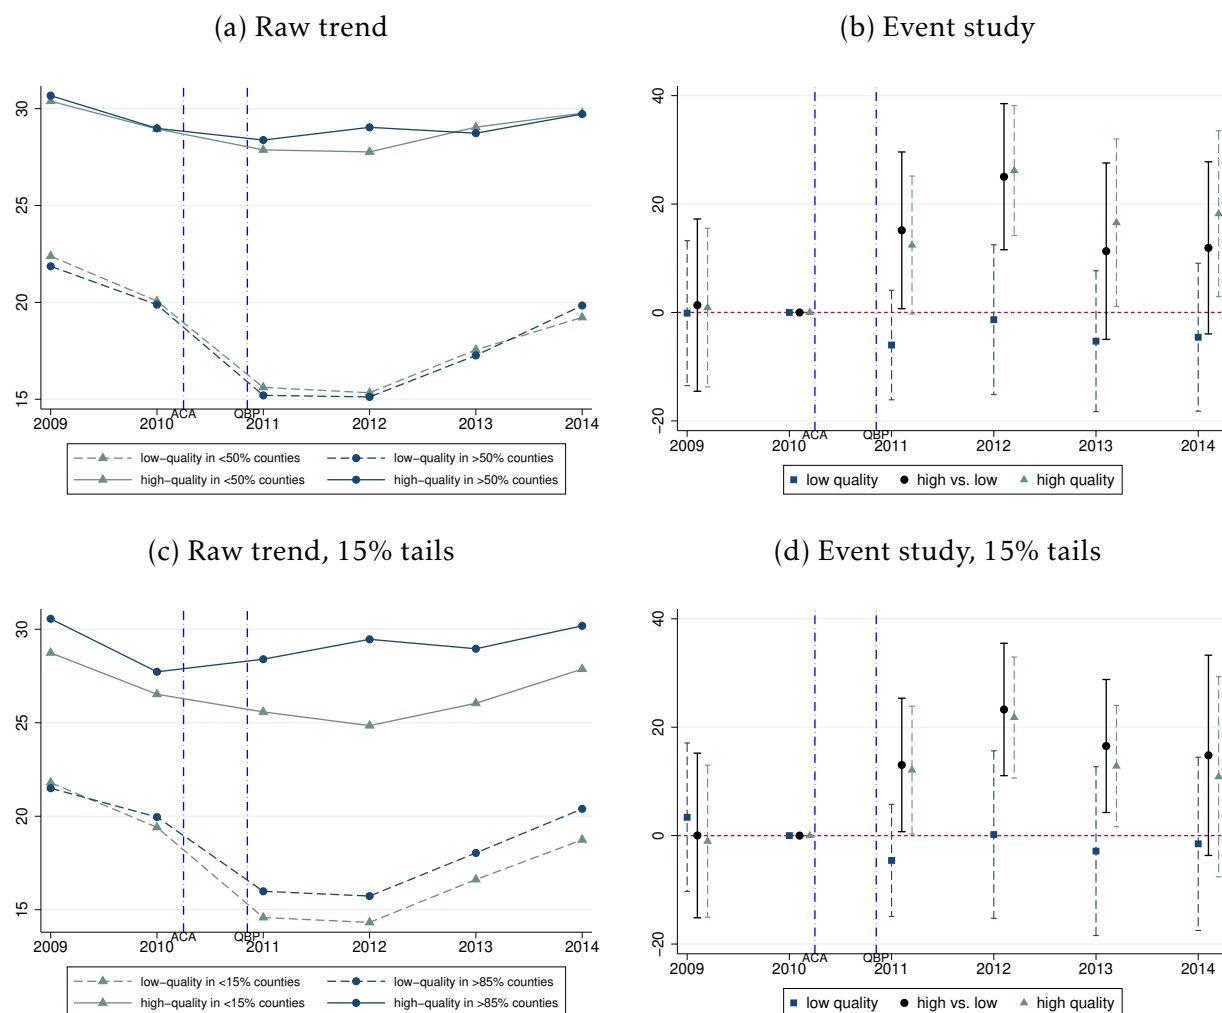 (a) Raw trend
30
25
20
15
2009 2010 ACA QBP 2011 2012 2013 2014
low−quality in <50% counties low−quality in >50% counties
high−quality in <50% counties high−quality in >50% counties
(b) Event study
40
20
0
−20
2009 2010 ACA QBP 2011 2012 2013 2014
low quality high vs. low high quality
(c) Raw trend, 15% tails
30
25
20
15
2009 2010 ACA QBP 2011 2012 2013 2014
low−quality in <15% counties low−quality in >85% counties
high−quality in <15% counties high−quality in >85% counties
(d) Event study, 15% tails
40
20
0
−20
2009 2010 ACA QBP 2011 2012 2013 2014
low quality high vs. low high quality